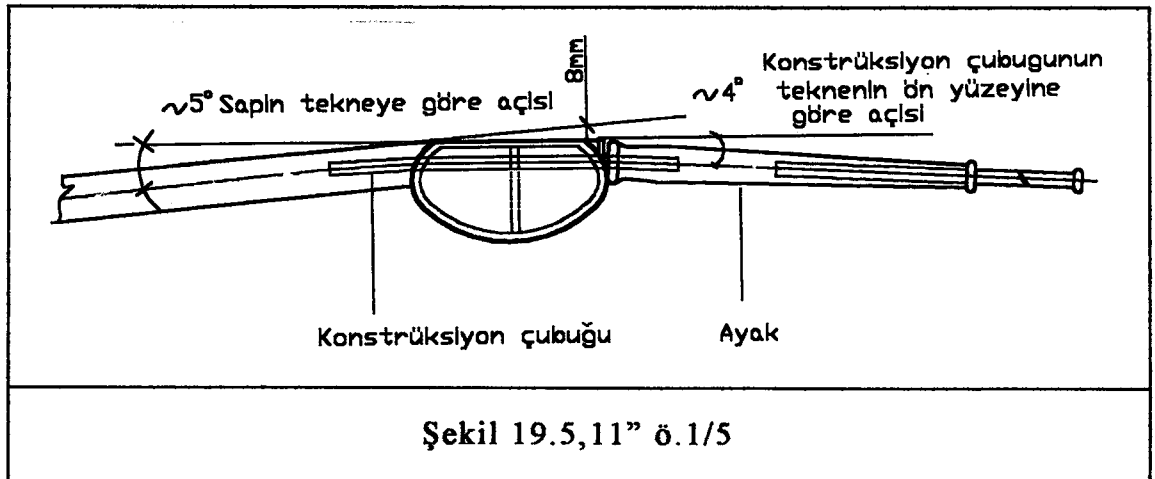 ~5° Sapin tekneye göre açisi
8mm
~4°
Konstrüksiyon çubugunun
teknenin ön yüzeyine
göre açisi
Konstrüksiyon çubuğu
Ayak
Şekil 19.5,11” ö.1/5